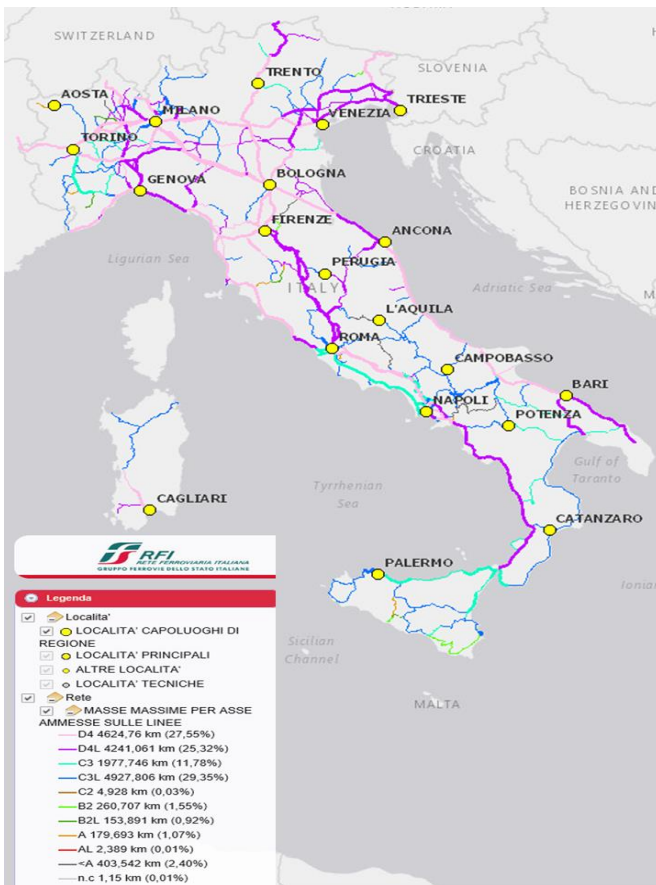 SWITZERLAND
TRENTO
SLOVENIA
AOSTA
MILANO
VENEZIA
TRIESTE
TORINO
CROATIA
GENOVA
BOLOGNA
BOSNIA AND
HERZEGOVIN
FIRENZE
ANCONA
Ligurian Sea
PERUGIA
ITALY
Adriatic Sea
L'AQUILA
ROMA
CAMPOBASSO
BARI
NAPOLI
POTENZA
Gulf of
Taranto
Tyrrhenian
Sea
CAGLIARI
CATANZARO
PALERMO
Ionian
Sicilian
Channel
MALTA
RFI
RETE FERROVIARIA ITALIANA
GRUPPO FERROVIE DELLO STATO ITALIANE
Legenda
Localita'
LOCALITA' CAPOLUOGHI DI
REGIONE
LOCALITA' PRINCIPALI
ALTRE LOCALITA'
LOCALITA' TECNICHE
Rete
MASSE MASSIME PER ASSE
AMMESSE SULLE LINEE
D4 4624,76 km (27,55%)
D4L 4241,061 km (25,32%)
C3 1977,746 km (11,78%)
C3L 4927,806 km (29,35%)
C2 4,928 km (0,03%)
B2 260,707 km (1,55%)
B2L 153,891 km (0,92%)
A 179,693 km (1,07%)
AL 2,389 km (0,01%)
<A 403,542 km (2,40%)
n.c 1,15 km (0,01%)